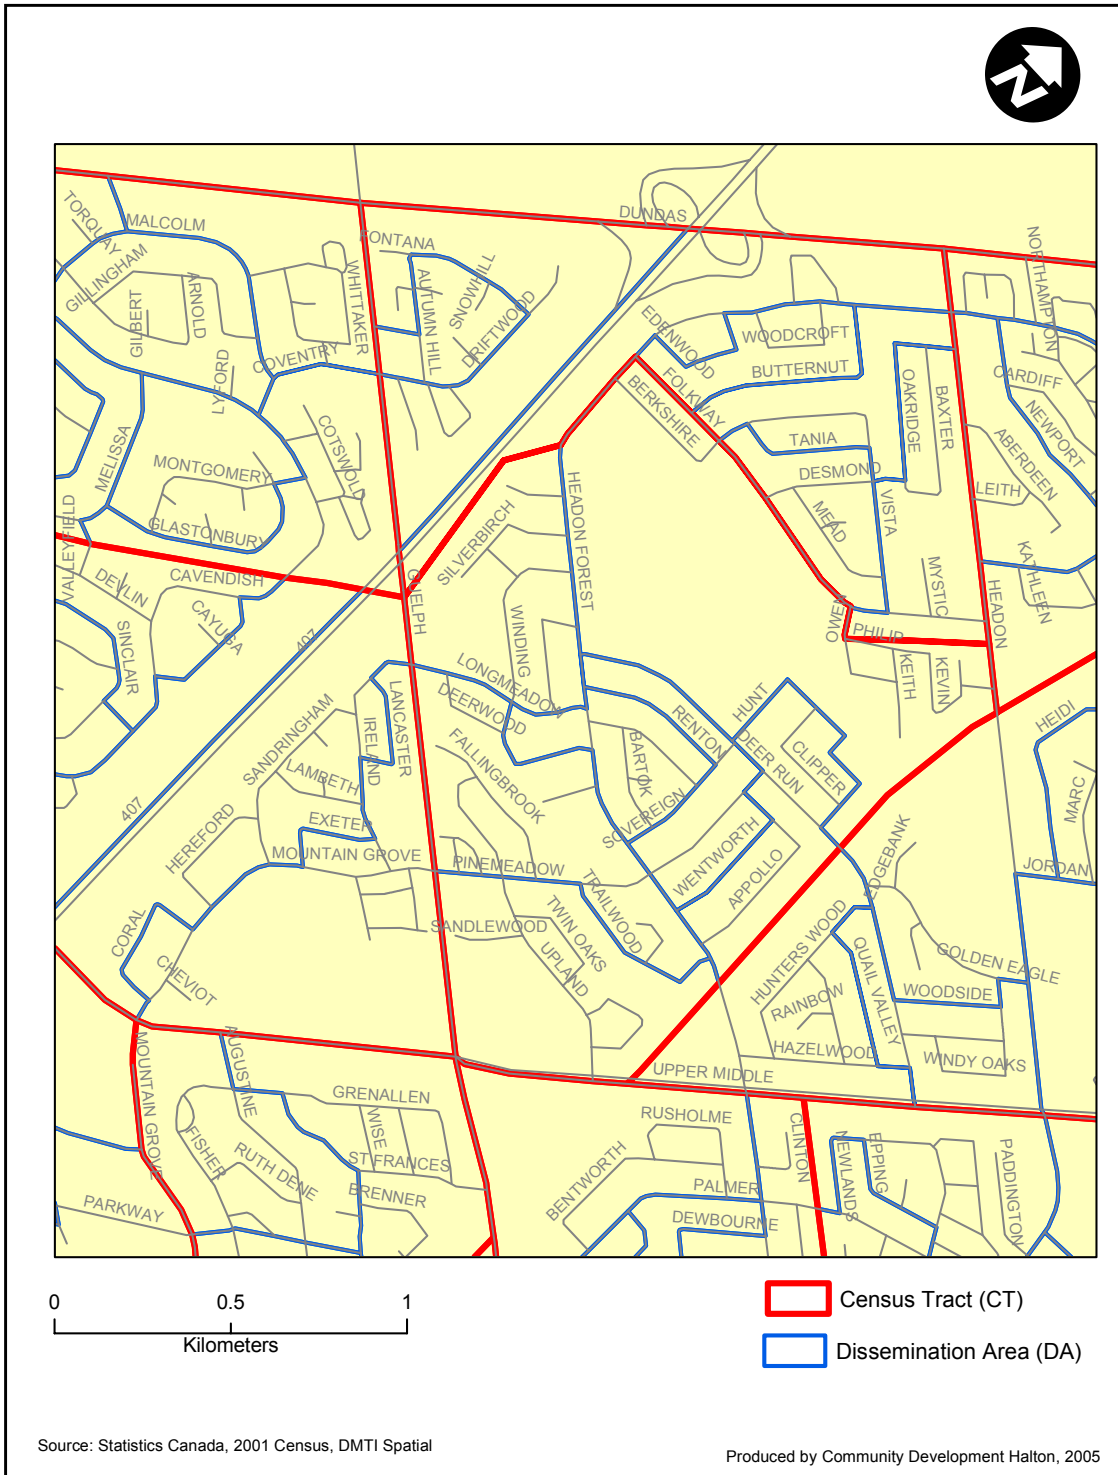 N
DUNDAS
TORQUAY
MALCOLM
GILLINGHAM
GILBERT
ARNOLD
LYFORD
COVENTRY
WHITTAKER
FONTANA
AUTUMN HILL
SNOWHILL
DRIFTWOOD
NORTHAMPTON
EDENWOOD
WOODCROFT
BUTTERNUT
FOLKWAY
BERKSHIRE
OAKRIDGE
BAXTER
CARDIFF
NEWPORT
ABERDEEN
LEITH
TANIA
DESMOND
VISTA
MEAD
MELISSA
MONTGOMERY
COTSWOLD
GLASTONBURY
VALLEYFIELD
DEVLIN
CAVENDISH
CAYUGA
SINCLAIR
407
GUELPH
SILVERBIRCH
HEADON FOREST
WINDING
MYSTIC
HEADON
KATHLEEN
OWEN
PHILIP
KEITH
KEVIN
HEIDI
MARC
JORDAN
LONGMEADOW
DEERWOOD
LANCASTER
IRELAND
SANDRINGHAM
LAMBETH
FALLINGBROOK
RENTON
BARTOK
HUNT
DEER RUN
CLIPPER
SOVEREIGN
407
HEREFORD
EXETER
MOUNTAIN GROVE
PINEMEADOW
TRAILWOOD
WENTWORTH
APPOLLO
EDGEBANK
SANDLEWOOD
TWIN OAKS
UPLAND
CORAL
CHEVIOT
HUNTERS WOOD
RAINBOW
QUAIL VALLEY
GOLDEN EAGLE
WOODSIDE
HAZELWOOD
WINDY OAKS
UPPER MIDDLE
MOUNTAIN GROVE
AUGUSTINE
GRENALLEN
WISE
FISHER
RUTH DENE
ST FRANCES
BRENNER
PARKWAY
RUSHOLME
BENTWORTH
PALMER
DEWBOURNE
CLINTON
NEWLANDS
EPPING
PADDINGTON
0 0.5 1
Kilometers
Census Tract (CT)
Dissemination Area (DA)
Source: Statistics Canada, 2001 Census, DMTI Spatial
Produced by Community Development Halton, 2005